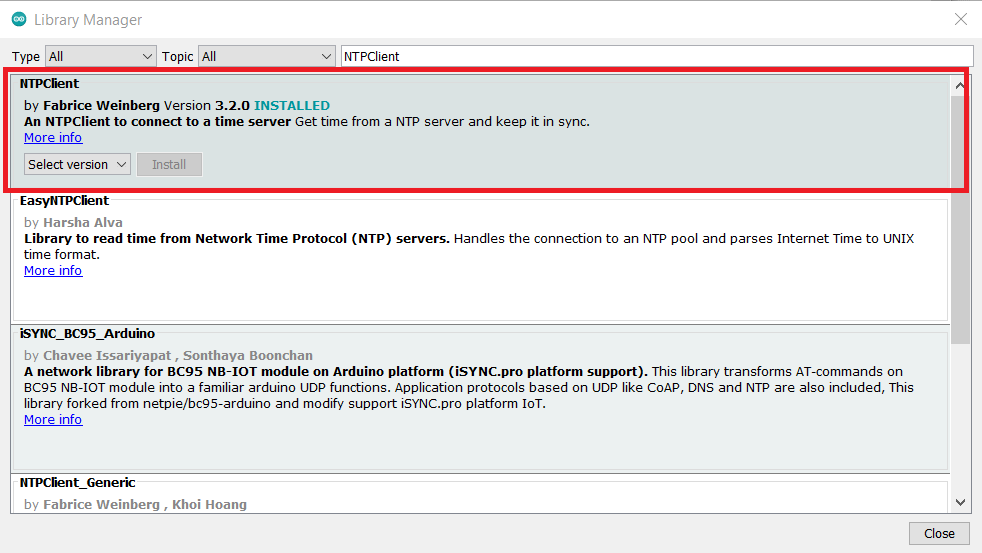 Library Manager
Type All Topic All NTPClient
NTPClient
by Fabrice Weinberg Version 3.2.0 INSTALLED
An NTPClient to connect to a time server Get time from a NTP server and keep it in sync.
More info
Select version Install
EasyNTPClient
by Harsha Alva
Library to read time from Network Time Protocol (NTP) servers. Handles the connection to an NTP pool and parses Internet Time to UNIX
time format.
More info
iSYNC_BC95_Arduino
by Chavee Issariyapat , Sonthaya Boonchan
A network library for BC95 NB-IOT module on Arduino platform (iSYNC.pro platform support). This library transforms AT-commands on
BC95 NB-IOT module into a familiar arduino UDP functions. Application protocols based on UDP like CoAP, DNS and NTP are also included, This
library forked from netpie/bc95-arduino and modify support iSYNC.pro platform IoT.
More info
NTPClient_Generic
by Fabrice Weinberg , Khoi Hoang
Close